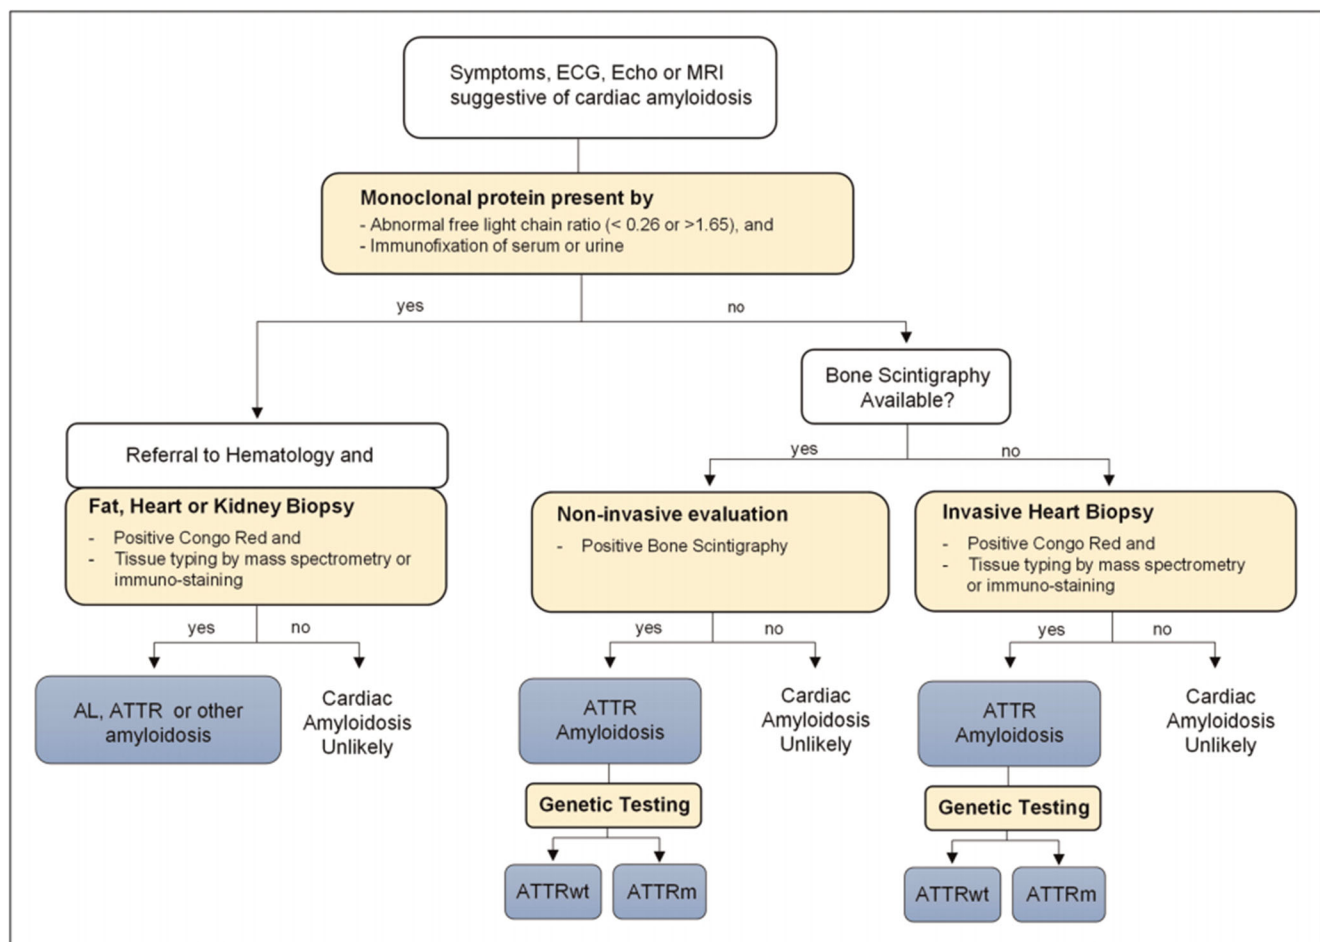 Symptoms, ECG, Echo or MRI
suggestive of cardiac amyloidosis
Monoclonal protein present by
- Abnormal free light chain ratio (< 0.26 or >1.65), and
- Immunofixation of serum or urine
yes
no
Bone Scintigraphy
Available?
yes
no
Referral to Hematology and
Fat, Heart or Kidney Biopsy
- Positive Congo Red and
- Tissue typing by mass spectrometry or
immuno-staining
Non-invasive evaluation
- Positive Bone Scintigraphy
Invasive Heart Biopsy
- Positive Congo Red and
- Tissue typing by mass spectrometry
or immuno-staining
yes
no
yes
no
yes
no
AL, ATTR or other
amyloidosis
Cardiac
Amyloidosis
Unlikely
ATTR
Amyloidosis
Cardiac
Amyloidosis
Unlikely
ATTR
Amyloidosis
Cardiac
Amyloidosis
Unlikely
Genetic Testing
Genetic Testing
ATTRwt
ATTRm
ATTRwt
ATTRm